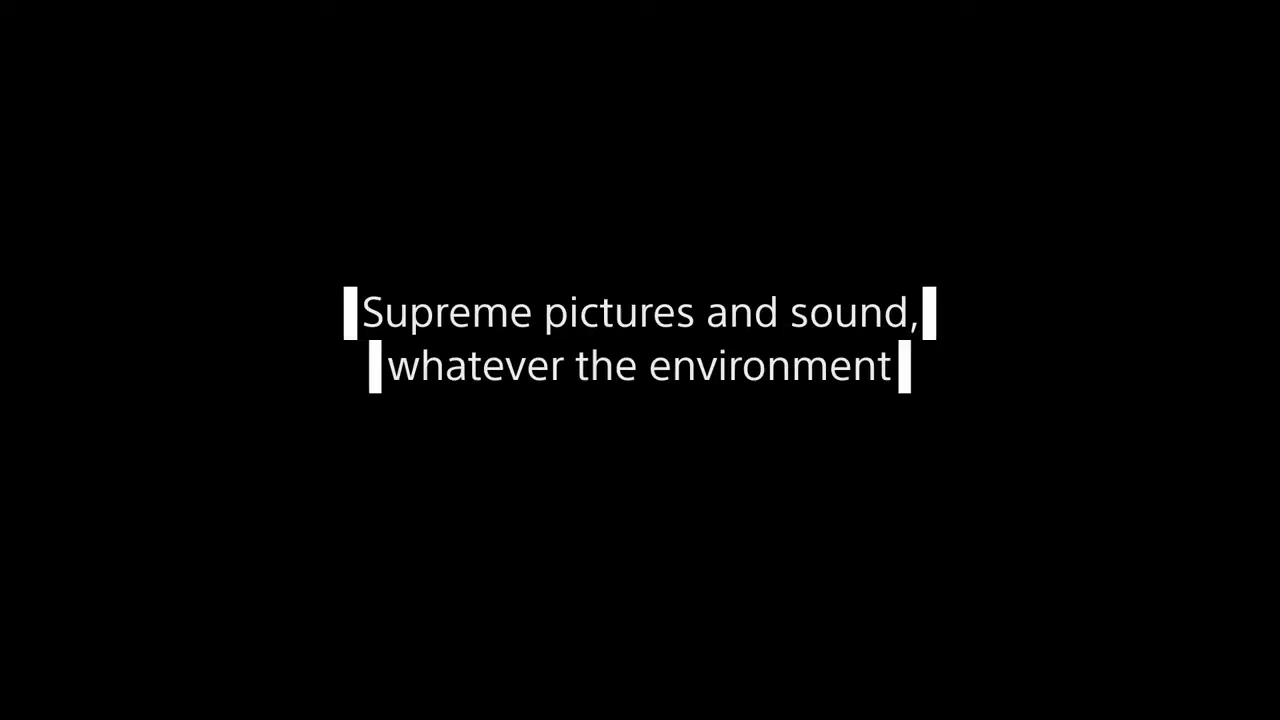 Supreme pictures and sound,
whatever the environment